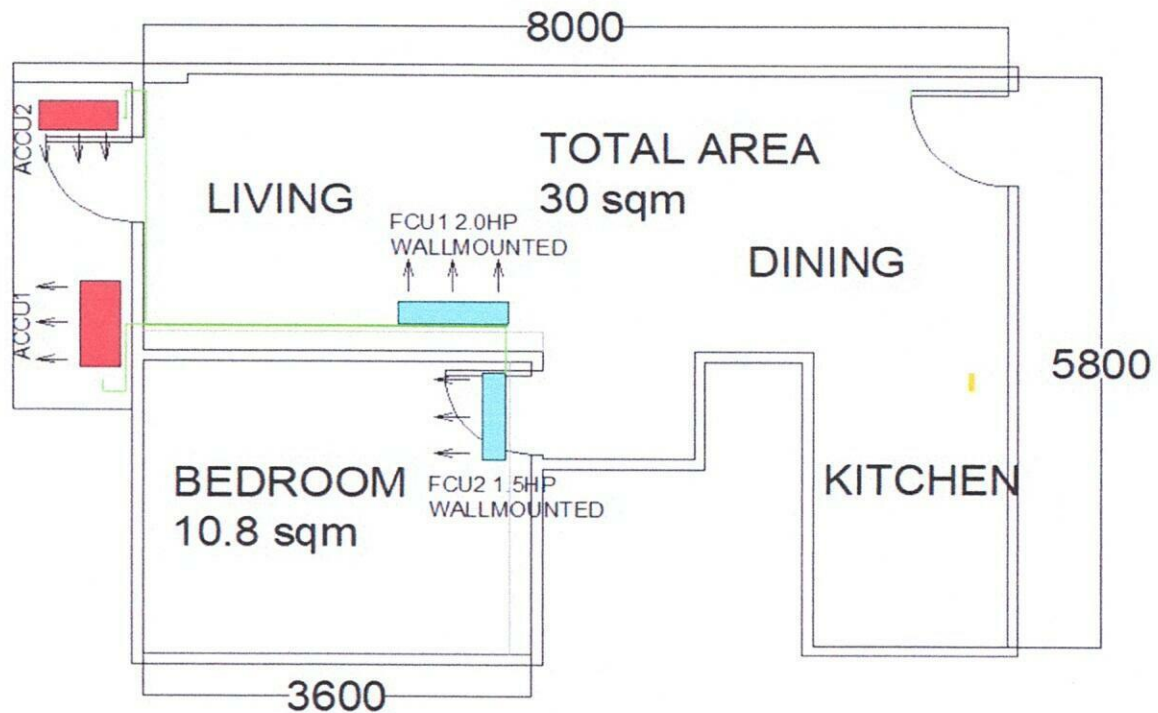 8000
ACCU2
TOTAL AREA
30 sqm
LIVING
FCU1 2.0HP
WALLMOUNTED
DINING
ACCU1
5800
BEDROOM
10.8 sqm
FCU2 1.5HP
WALLMOUNTED
KITCHEN
3600